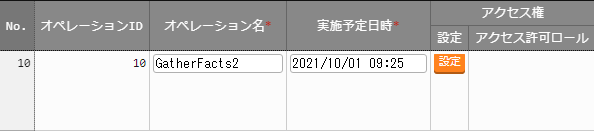 アクセス権
No. オペレーションID オペレーション名* 実施予定日時* 設定 アクセス許可ロール
10 10 GatherFacts2 2021/10/01 09:25 設定